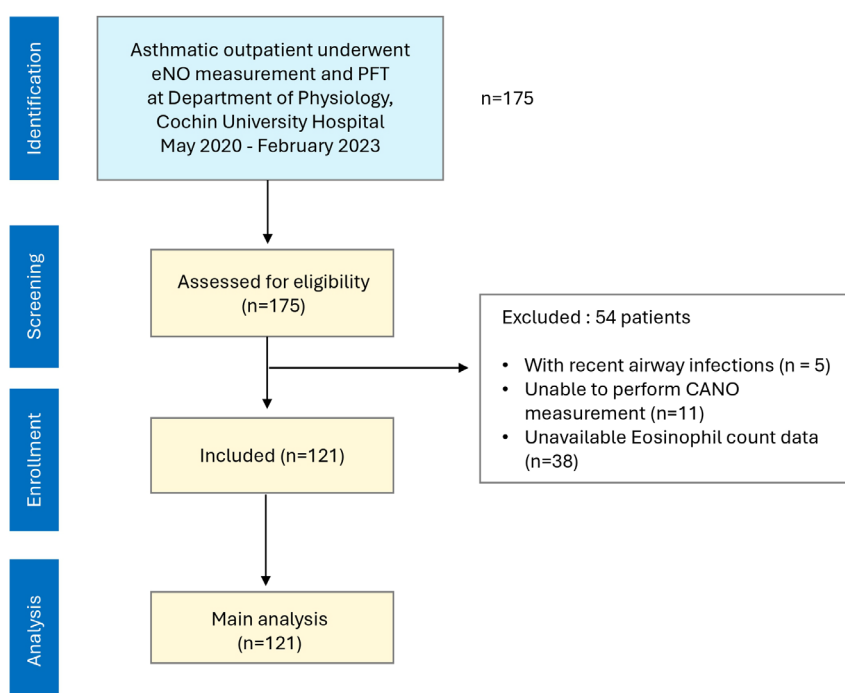 Identification
Asthmatic outpatient underwent
eNO measurement and PFT
at Department of Physiology,
Cochin University Hospital
May 2020 - February 2023
n=175
Screening
Assessed for eligibility
(n=175)
Excluded : 54 patients
• With recent airway infections (n = 5)
• Unable to perform CANO
measurement (n=11)
• Unavailable Eosinophil count data
(n=38)
Enrollment
Included (n=121)
Analysis
Main analysis
(n=121)